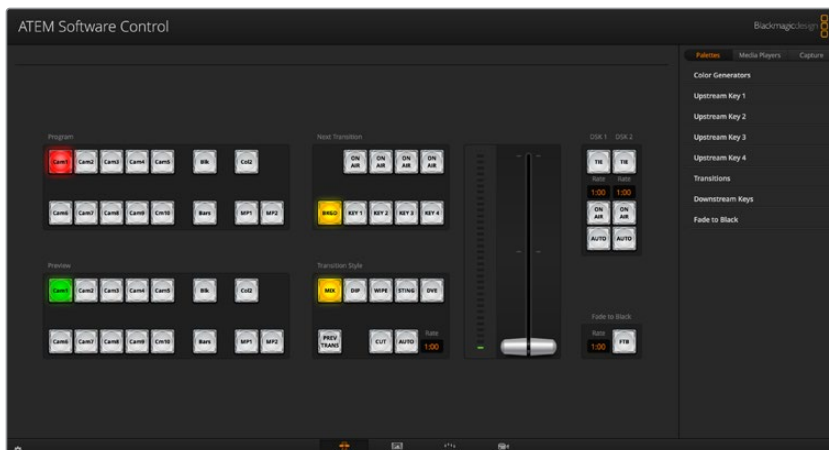 ATEM Software Control
Blackmagicdesign
Palettes Media Players Capture
Color Generators
Upstream Key 1
Upstream Key 2
Upstream Key 3
Upstream Key 4
Transitions
Downstream Keys
Fade to Black
Program
Cam1 Cam2 Cam3 Cam4 Cam5 Blk Col2
Cam6 Cam7 Cam8 Cam9 Cm10 Bars MP1 MP2
Next Transition
ON AIR ON AIR ON AIR ON AIR
BKGD KEY 1 KEY 2 KEY 3 KEY 4
DSK 1 DSK 2
TIE TIE
Rate Rate
1:00 1:00
ON AIR ON AIR
AUTO AUTO
Preview
Cam1 Cam2 Cam3 Cam4 Cam5 Blk Col2
Cam6 Cam7 Cam8 Cam9 Cm10 Bars MP1 MP2
Transition Style
MIX DIP WIPE STING DVE
PREV TRANS CUT AUTO
Rate
1:00
Fade to Black
Rate
1:00 FTB